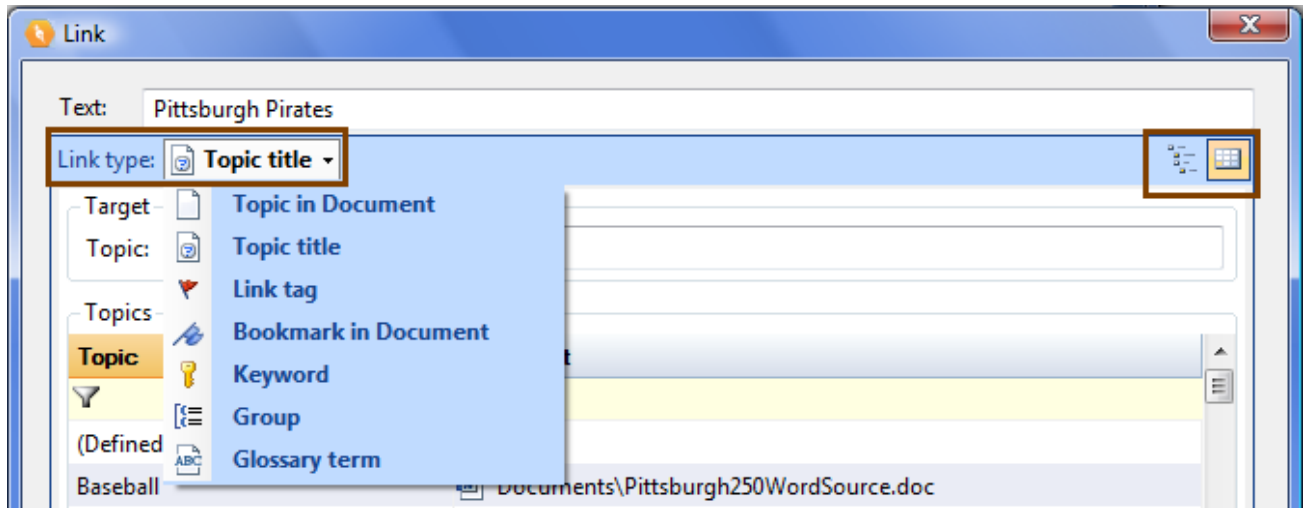 Link
Text: Pittsburgh Pirates
Link type: Topic title
Target
Topic:
Topic in Document
Topic title
Link tag
Bookmark in Document
Keyword
Group
ABC Glossary term
Topics
Topic
(Defined
Baseball Documents\Pittsburgh250WordSource.doc